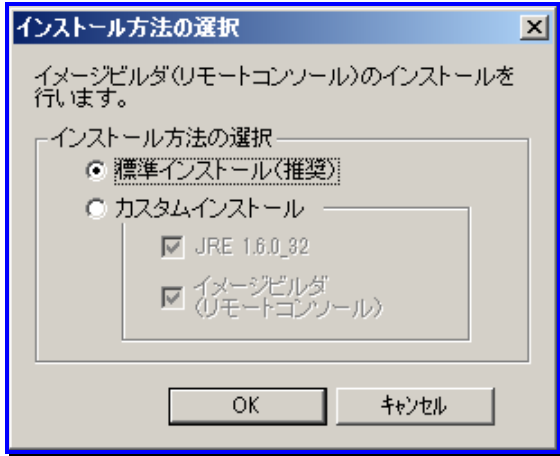 インストール方法の選択
イメージビルダ(リモートコンソール)のインストールを
行います。
インストール方法の選択
標準インストール(推奨)
カスタムインストール
JRE 1.6.0_32
イメージビルダ
(リモートコンソール)
OK
キャンセル